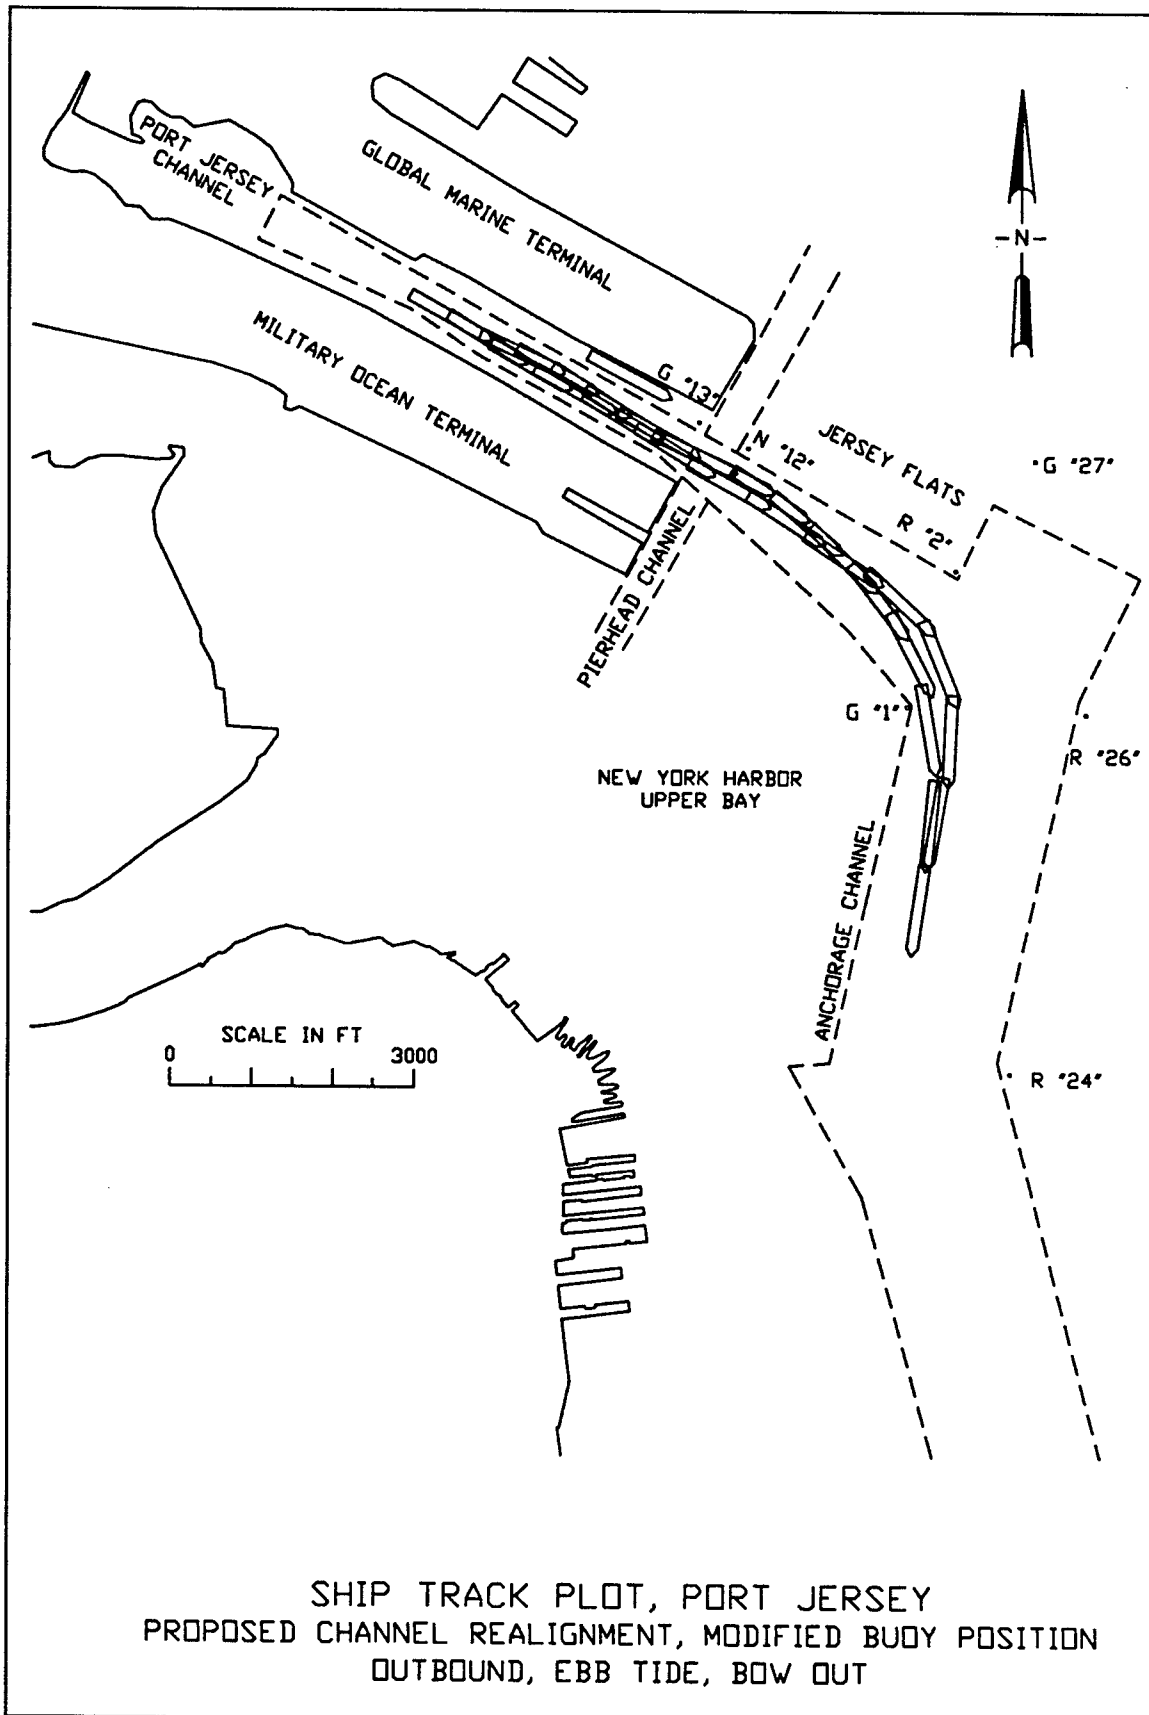 PORT JERSEY
CHANNEL
GLOBAL MARINE TERMINAL
-N-
MILITARY OCEAN TERMINAL
G "13"
N "12"
JERSEY FLATS
G "27"
R "2"
PIERHEAD CHANNEL
G "1"
R "26"
NEW YORK HARBOR
UPPER BAY
ANCHORAGE CHANNEL
SCALE IN FT
0 3000
R "24"
SHIP TRACK PLOT, PORT JERSEY
PROPOSED CHANNEL REALIGNMENT, MODIFIED BUOY POSITION
OUTBOUND, EBB TIDE, BOW OUT